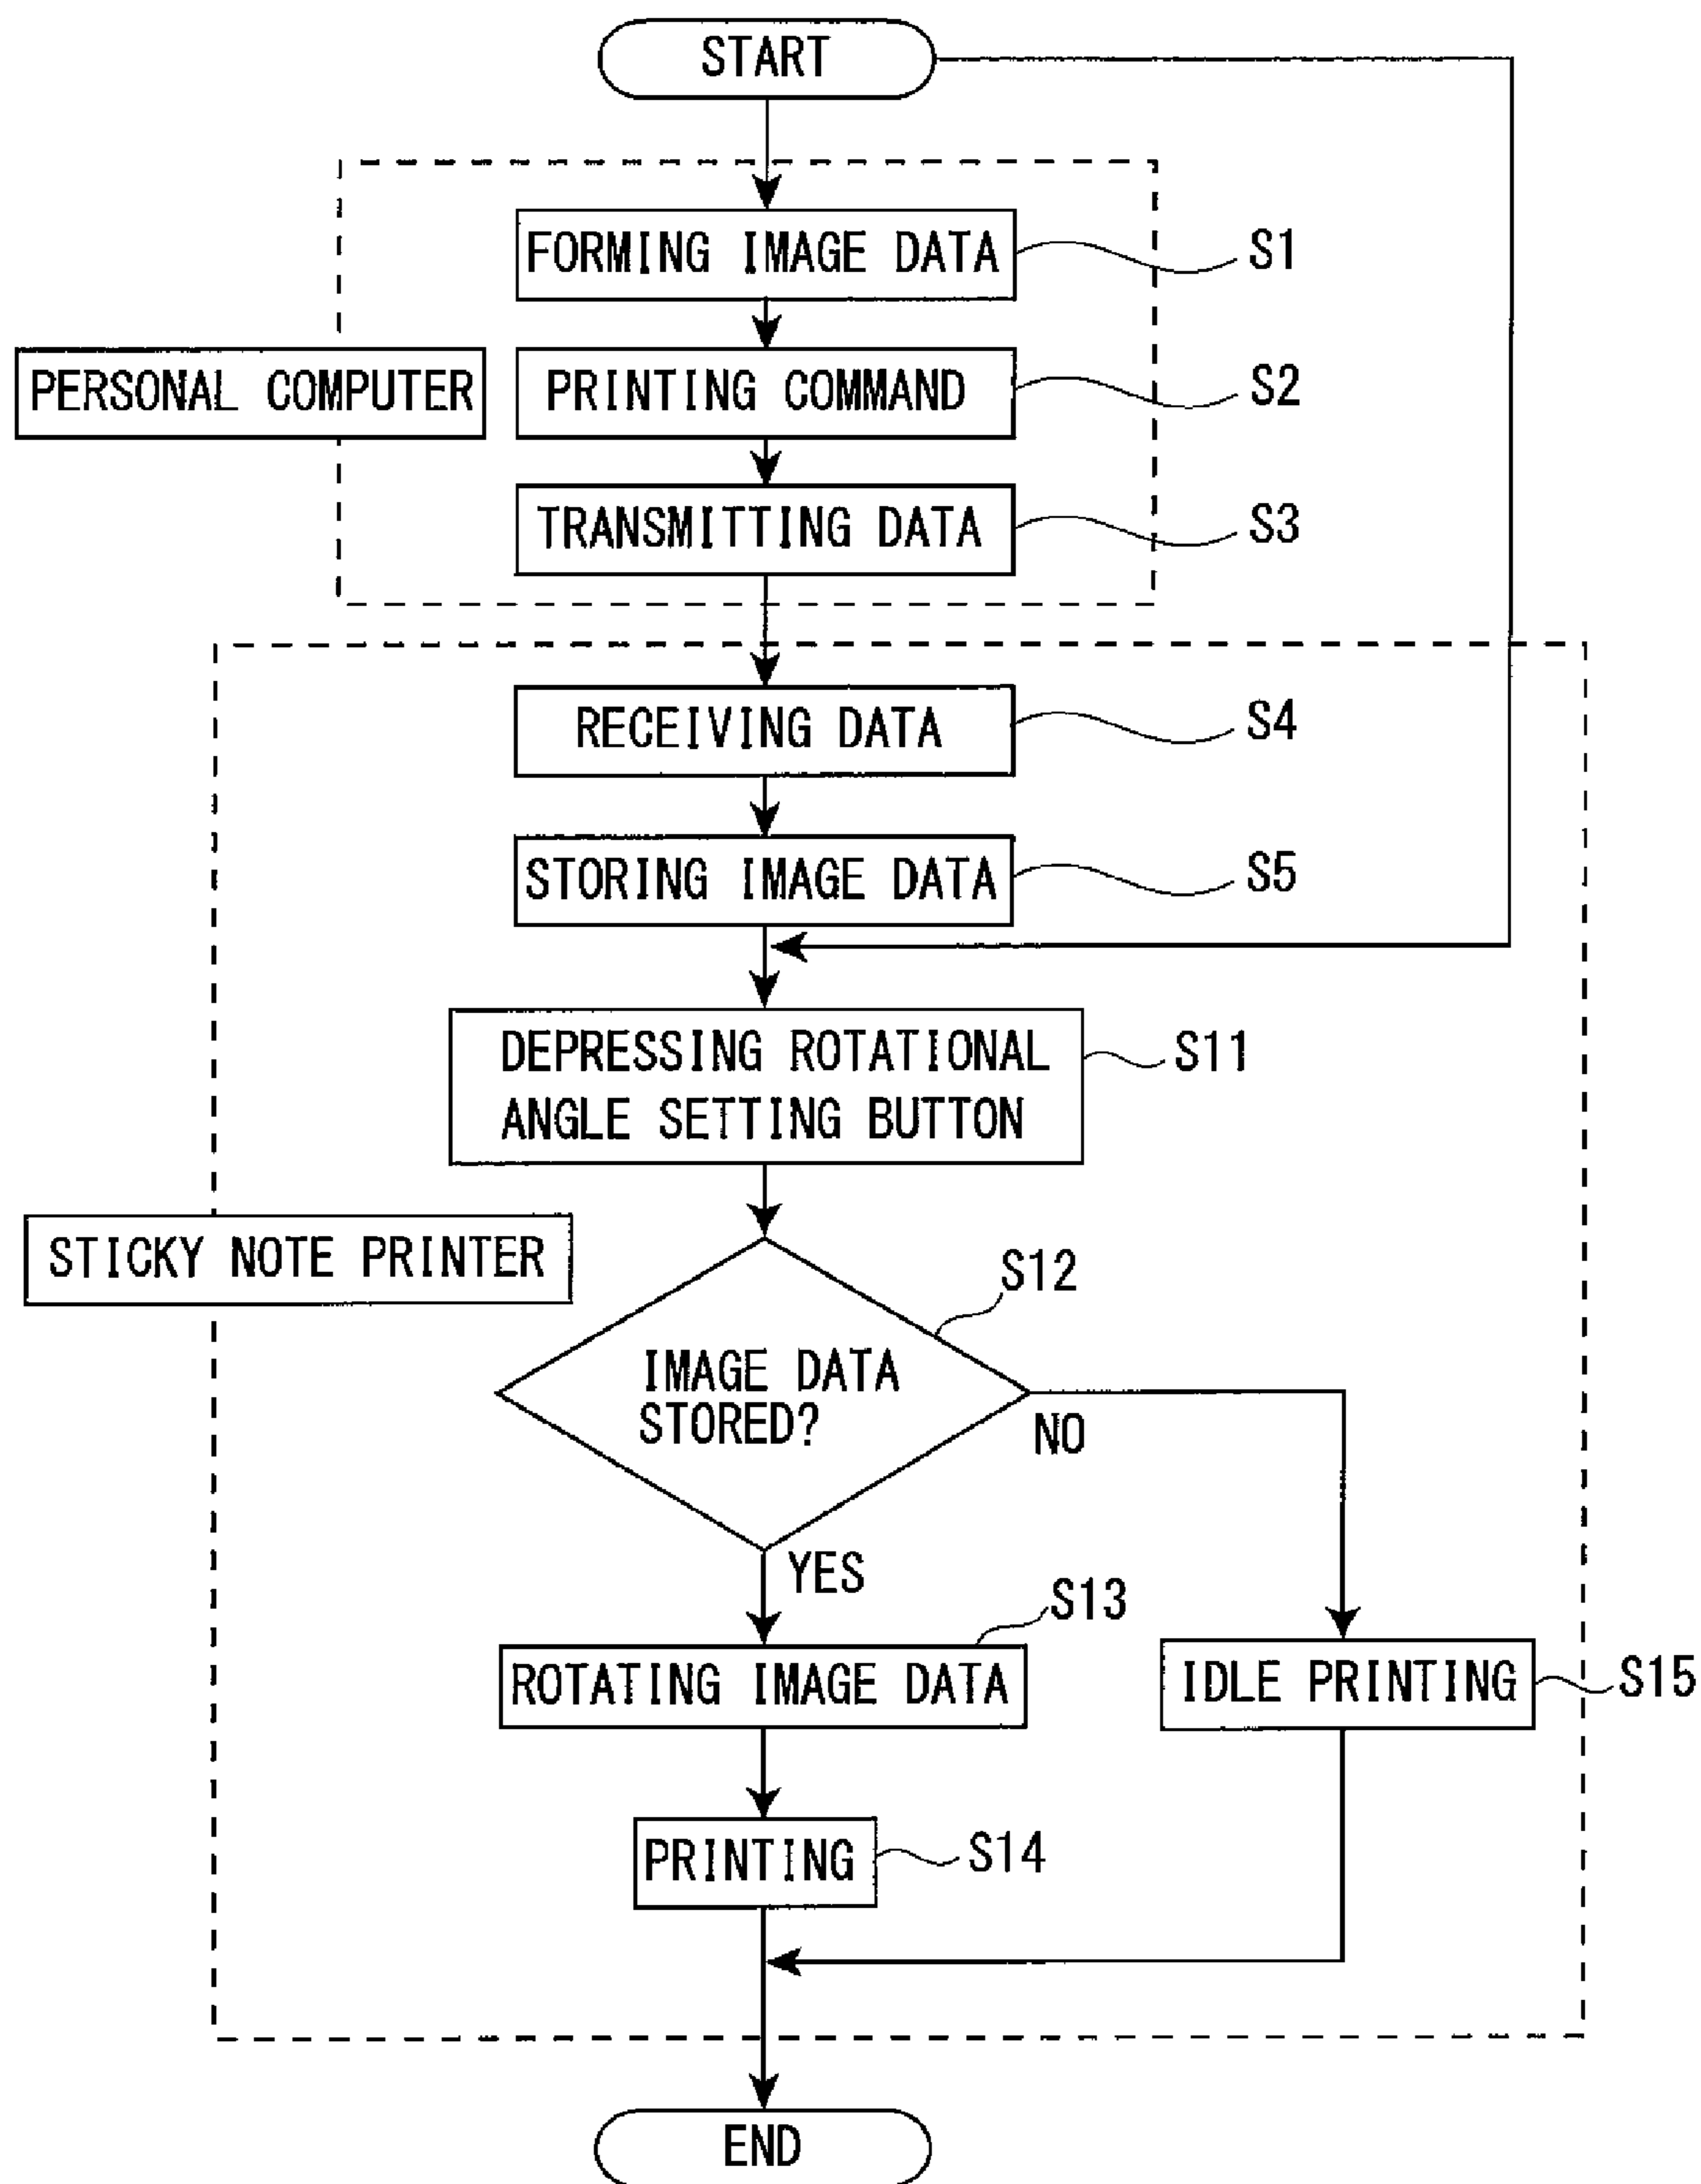 START
FORMING IMAGE DATA
S1
PERSONAL COMPUTER
PRINTING COMMAND
S2
TRANSMITTING DATA
S3
RECEIVING DATA
S4
STORING IMAGE DATA
S5
DEPRESSING ROTATIONAL
ANGLE SETTING BUTTON
S11
STICKY NOTE PRINTER
S12
IMAGE DATA
STORED?
NO
YES
S13
ROTATING IMAGE DATA
IDLE PRINTING
S15
PRINTING
S14
END